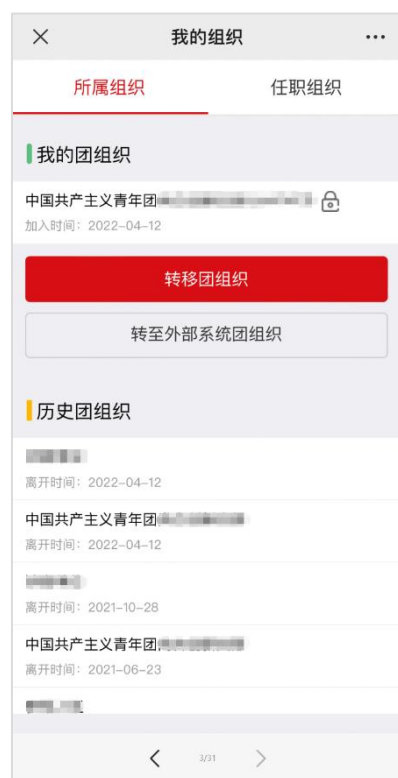 我的组织
所属组织
任职组织
我的团组织
中国共产主义青年团
加入时间：2022-04-12
转移团组织
转至外部系统团组织
历史团组织
离开时间：2022-04-12
中国共产主义青年团
离开时间：2022-04-12
离开时间：2021-10-28
中国共产主义青年团
离开时间：2021-06-23
3/31